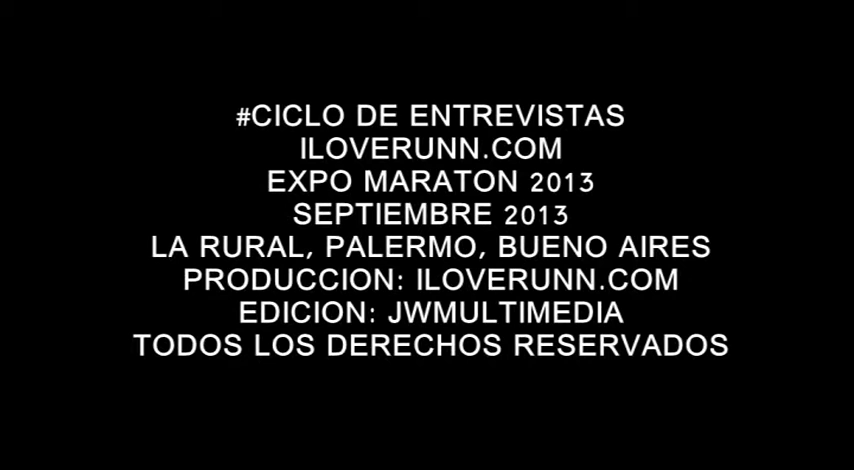 #CICLO DE ENTREVISTAS
ILOVERUNN.COM
EXPO MARATON 2013
SEPTIEMBRE 2013
LA RURAL, PALERMO, BUENO AIRES
PRODUCCION: ILOVERUNN.COM
EDICION: JWMULTIMEDIA
TODOS LOS DERECHOS RESERVADOS